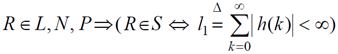 R ∈ L, N, P ⇒ (R ∈ S ⇔ l₁ ≜ ∑_{k=0}^{∞} |h(k)| < ∞)